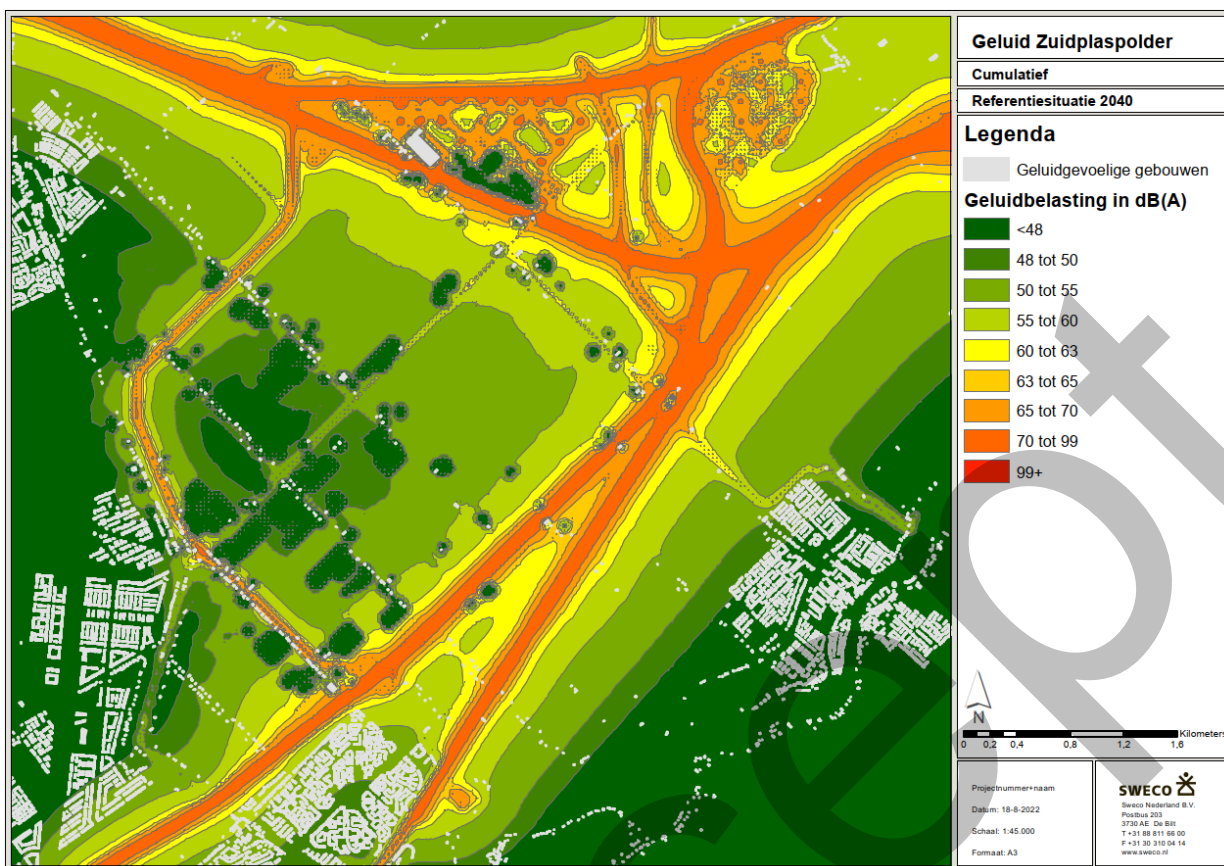 Geluid Zuidplaspolder
Cumulatief
Referentiesituatie 2040
Legenda
Geluidgevoelige gebouwen
Geluidbelasting in dB(A)
<48
48 tot 50
50 tot 55
55 tot 60
60 tot 63
63 tot 65
65 tot 70
70 tot 99
99+
N
Kilometers
0 0,2 0,4 0,8 1,2 1,6
Projectnummer+naam
Datum: 18-8-2022
Schaal: 1:45.000
Formaat: A3
SWECO
Sweco Nederland B.V.
Postbus 203
3730 AE De Bilt
T +31 88 811 66 00
F +31 30 310 04 14
www.sweco.nl